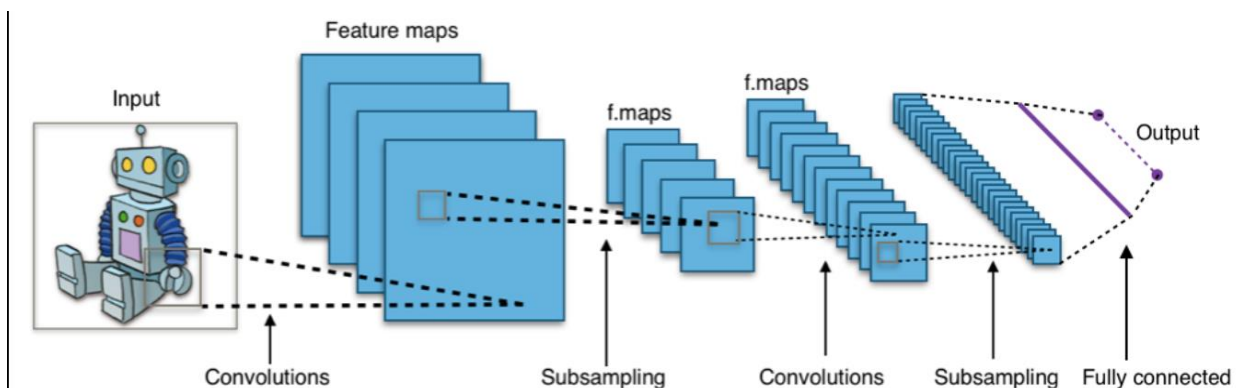 Feature maps
Input
f.maps
f.maps
Output
Convolutions
Subsampling
Convolutions
Subsampling
Fully connected